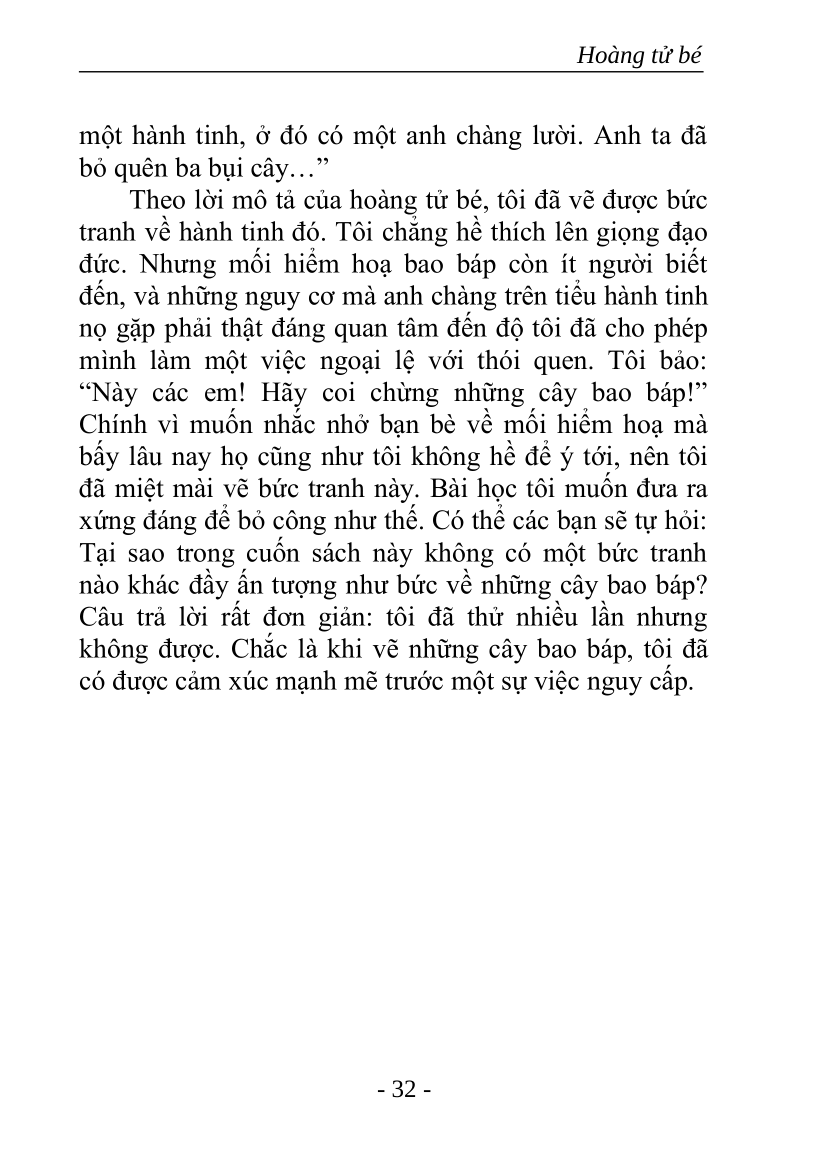 Hoàng tử bé
một hành tinh, ở đó có một anh chàng lười. Anh ta đã
bỏ quên ba bụi cây…”
Theo lời mô tả của hoàng tử bé, tôi đã vẽ được bức
tranh về hành tinh đó. Tôi chẳng hề thích lên giọng đạo
đức. Nhưng mối hiểm hoạ bao báp còn ít người biết
đến, và những nguy cơ mà anh chàng trên tiểu hành tinh
nọ gặp phải thật đáng quan tâm đến độ tôi đã cho phép
mình làm một việc ngoại lệ với thói quen. Tôi bảo:
“Này các em! Hãy coi chừng những cây bao báp!”
Chính vì muốn nhắc nhở bạn bè về mối hiểm hoạ mà
bấy lâu nay họ cũng như tôi không hề để ý tới, nên tôi
đã miệt mài vẽ bức tranh này. Bài học tôi muốn đưa ra
xứng đáng để bỏ công như thế. Có thể các bạn sẽ tự hỏi:
Tại sao trong cuốn sách này không có một bức tranh
nào khác đầy ấn tượng như bức về những cây bao báp?
Câu trả lời rất đơn giản: tôi đã thử nhiều lần nhưng
không được. Chắc là khi vẽ những cây bao báp, tôi đã
có được cảm xúc mạnh mẽ trước một sự việc nguy cấp.
- 32 -